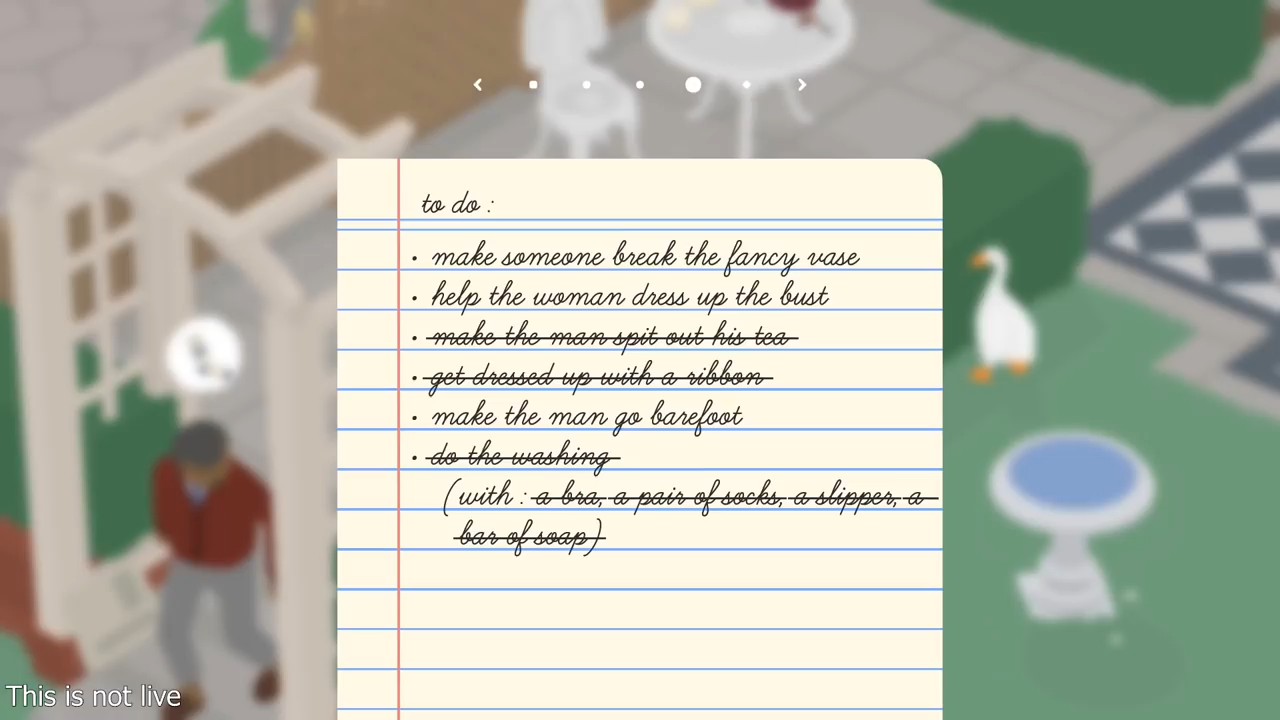 to do :
• make someone break the fancy vase
• help the woman dress up the bust
• make the man spit out his tea
• get dressed up with a ribbon
• make the man go barefoot
• do the washing
(with : a bra, a pair of socks, a slipper, a
bar of soap)
This is not live